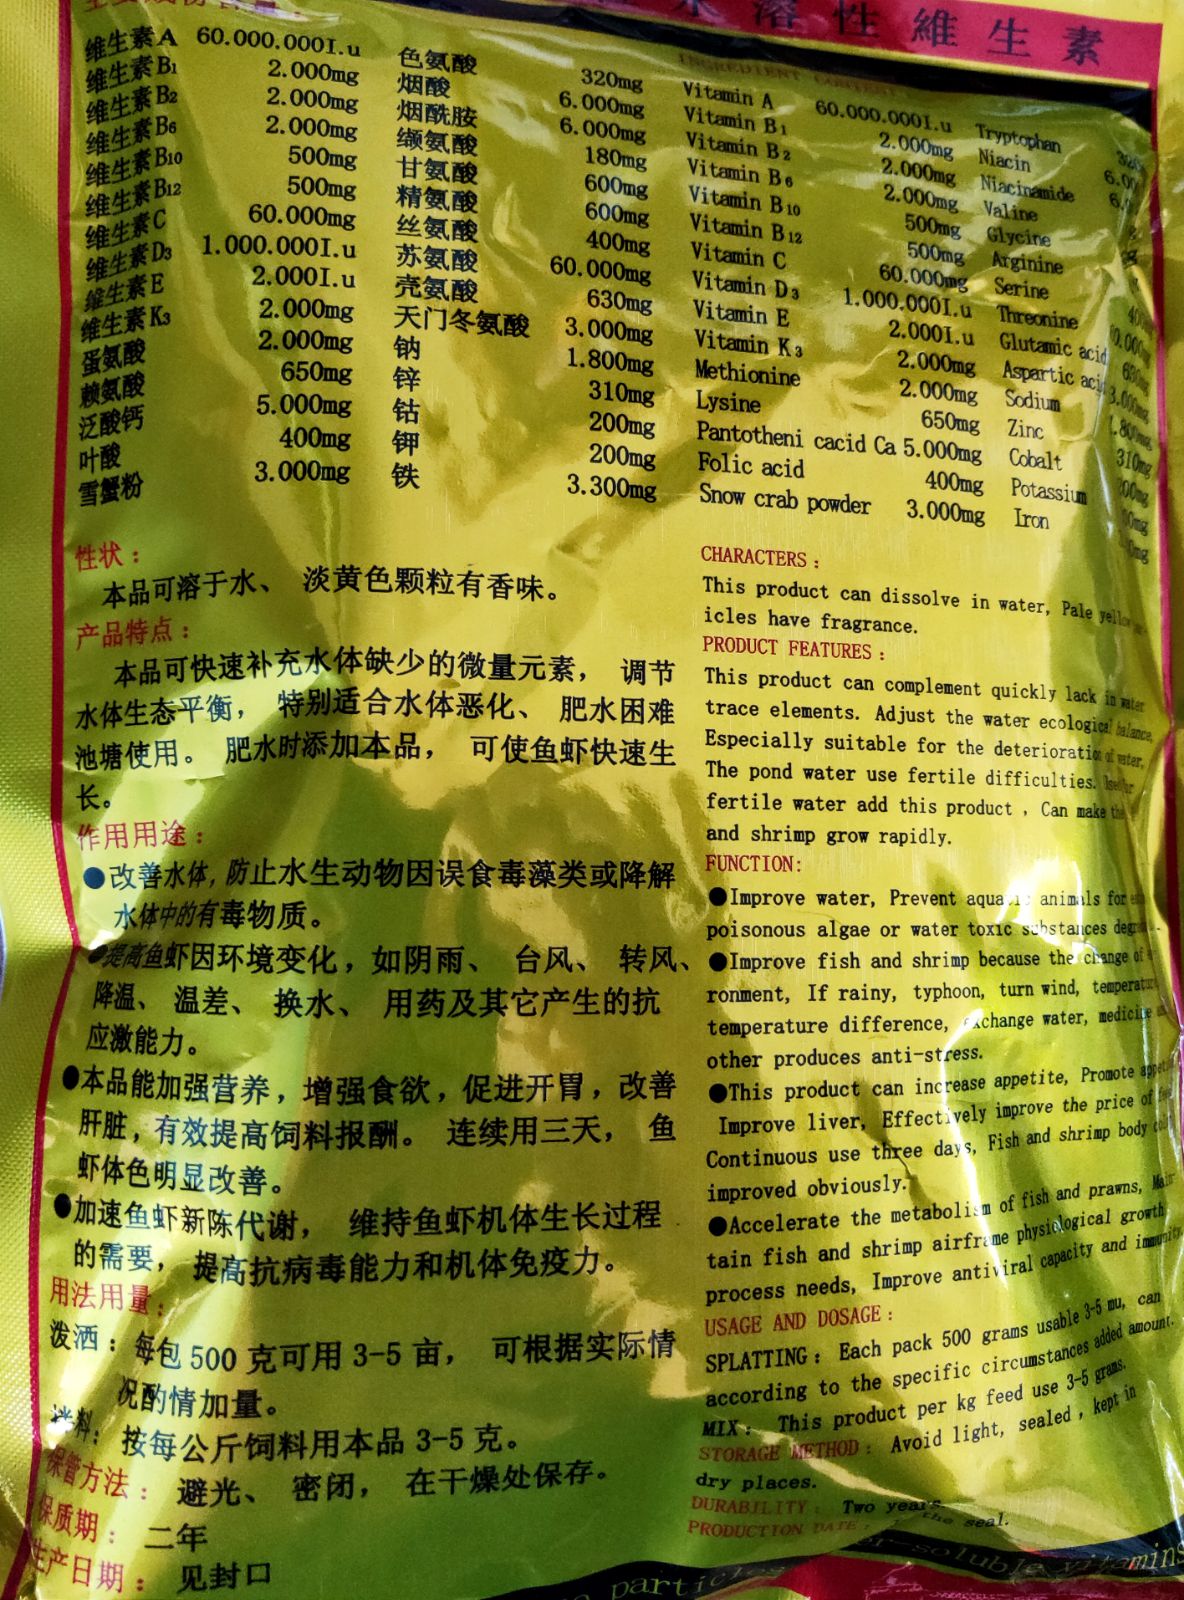 水溶性維生素
维生素A 60.000.000I.u 色氨酸 320mg
维生素B1 2.000mg 烟酸 6.000mg
维生素B2 2.000mg 烟酰胺 6.000mg
维生素B6 2.000mg 缬氨酸 180mg
维生素B10 500mg 甘氨酸 600mg
维生素B12 500mg 精氨酸 600mg
维生素C 60.000mg 丝氨酸 400mg
维生素D3 1.000.000I.u 苏氨酸 60.000mg
维生素E 2.000I.u 壳氨酸 630mg
维生素K3 2.000mg 天门冬氨酸 3.000mg
蛋氨酸 2.000mg 钠 1.800mg
赖氨酸 650mg 锌 310mg
泛酸钙 5.000mg 钴 200mg
叶酸 400mg 钾 200mg
雪蟹粉 3.000mg 铁 3.300mg
性状：
本品可溶于水、 淡黄色颗粒有香味。
产品特点：
本品可快速补充水体缺少的微量元素， 调节
水体生态平衡， 特别适合水体恶化、 肥水困难
池塘使用。 肥水时添加本品， 可使鱼虾快速生
长。
作用用途：
●改善水体，防止水生动物因误食毒藻类或降解
水体中的有毒物质。
●提高鱼虾因环境变化，如阴雨、 台风、 转风、
降温、 温差、 换水、 用药及其它产生的抗
应激能力。
●本品能加强营养，增强食欲，促进开胃，改善
肝脏，有效提高饲料报酬。 连续用三天， 鱼
虾体色明显改善。
●加速鱼虾新陈代谢， 维持鱼虾机体生长过程
的需要， 提高抗病毒能力和机体免疫力。
用法用量：
泼洒：每包500克可用3-5亩， 可根据实际情
况酌情加量。
拌料：按每公斤饲料用本品3-5克。
保管方法： 避光、 密闭， 在干燥处保存。
保质期： 二年
生产日期： 见封口
INGREDIENT CONTENT
Vitamin A 60.000.000I.u Tryptophan
Vitamin B1 2.000mg Niacin
Vitamin B2 2.000mg Niacinamide
Vitamin B6 2.000mg Valine
Vitamin B10 500mg Glycine
Vitamin B12 500mg Arginine
Vitamin C 60.000mg Serine
Vitamin D3 1.000.000I.u Threonine
Vitamin E 2.000I.u Glutamic acid
Vitamin K3 2.000mg Aspartic acid 3.000mg
Methionine 2.000mg Sodium
Lysine 650mg Zinc 310mg
Pantotheni cacid Ca 5.000mg Cobalt
Folic acid 400mg Potassium
Snow crab powder 3.000mg Iron
CHARACTERS：
This product can dissolve in water, Pale yellow
icles have fragrance.
PRODUCT FEATURES：
This product can complement quickly lack in water
trace elements. Adjust the water ecological balance,
Especially suitable for the deterioration of water,
The pond water use fertile difficulties.
fertile water add this product , Can make the
and shrimp grow rapidly.
FUNCTION:
●Improve water, Prevent aquatic animals for
poisonous algae or water toxic substances
●Improve fish and shrimp because the change of
ronment, If rainy, typhoon, turn wind, temperature
temperature difference, exchange water, medicine
other produces anti-stress.
●This product can increase appetite, Promote
Improve liver, Effectively improve the price of
Continuous use three days, Fish and shrimp body
improved obviously.
●Accelerate the metabolism of fish and prawns, Main-
tain fish and shrimp airframe physiological growth
process needs, Improve antiviral capacity and immunity.
USAGE AND DOSAGE：
SPLATTING：Each pack 500 grams usable 3-5 mu, can
according to the specific circumstances added amount.
MIX： This product per kg feed use 3-5 grams.
STORAGE METHOD：Avoid light, sealed, kept in
dry places.
DURABILITY： Two years.
PRODUCTION DATE： the seal.
particles
er-soluble vitamins